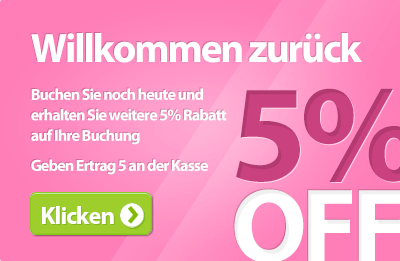 Willkommen zurück
Buchen Sie noch heute und
erhalten Sie weitere 5% Rabatt
auf Ihre Buchung
Geben Ertrag 5 an der Kasse
Klicken
5%
OFF